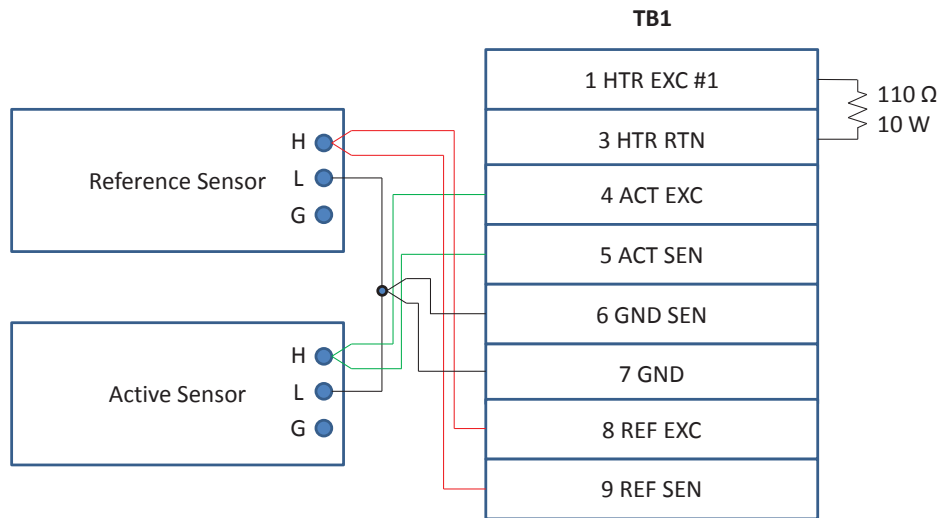 TB1
1 HTR EXC #1
110 Ω
3 HTR RTN
10 W
Reference Sensor
H
L
G
4 ACT EXC
5 ACT SEN
6 GND SEN
Active Sensor
H
L
G
7 GND
8 REF EXC
9 REF SEN